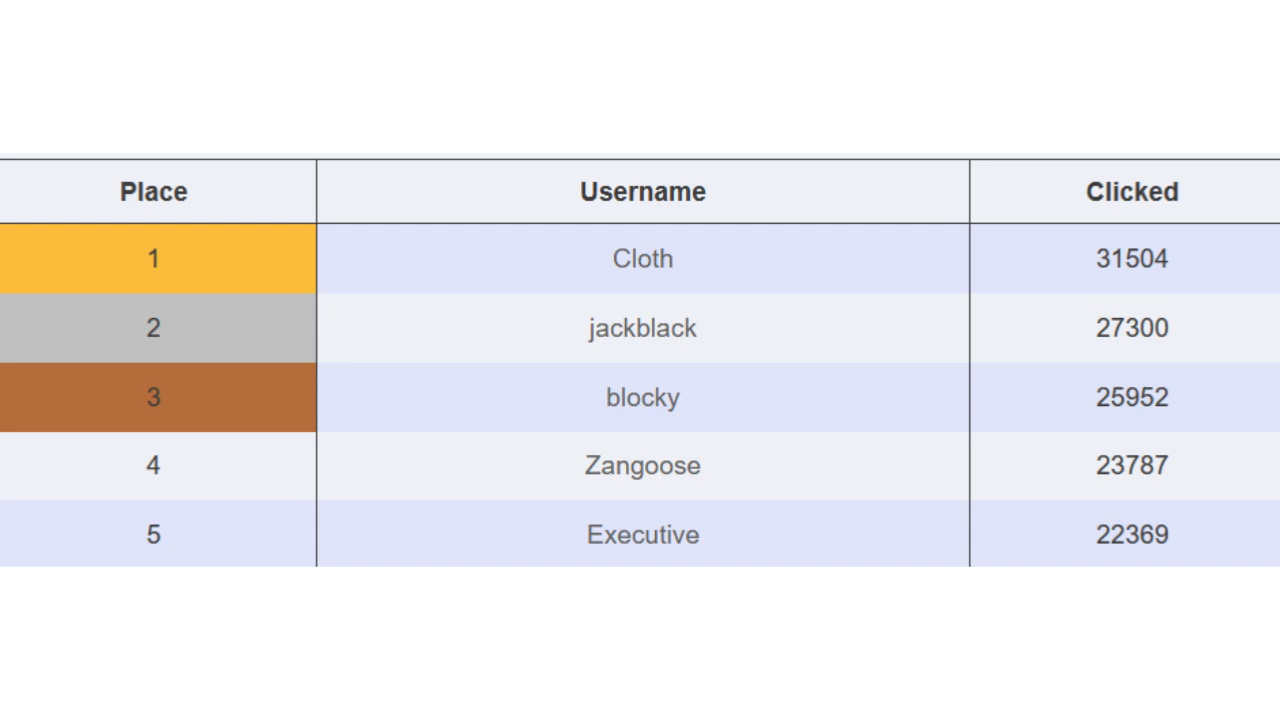 Place Username Clicked
1 Cloth 31504
2 jackblack 27300
3 blocky 25952
4 Zangoose 23787
5 Executive 22369